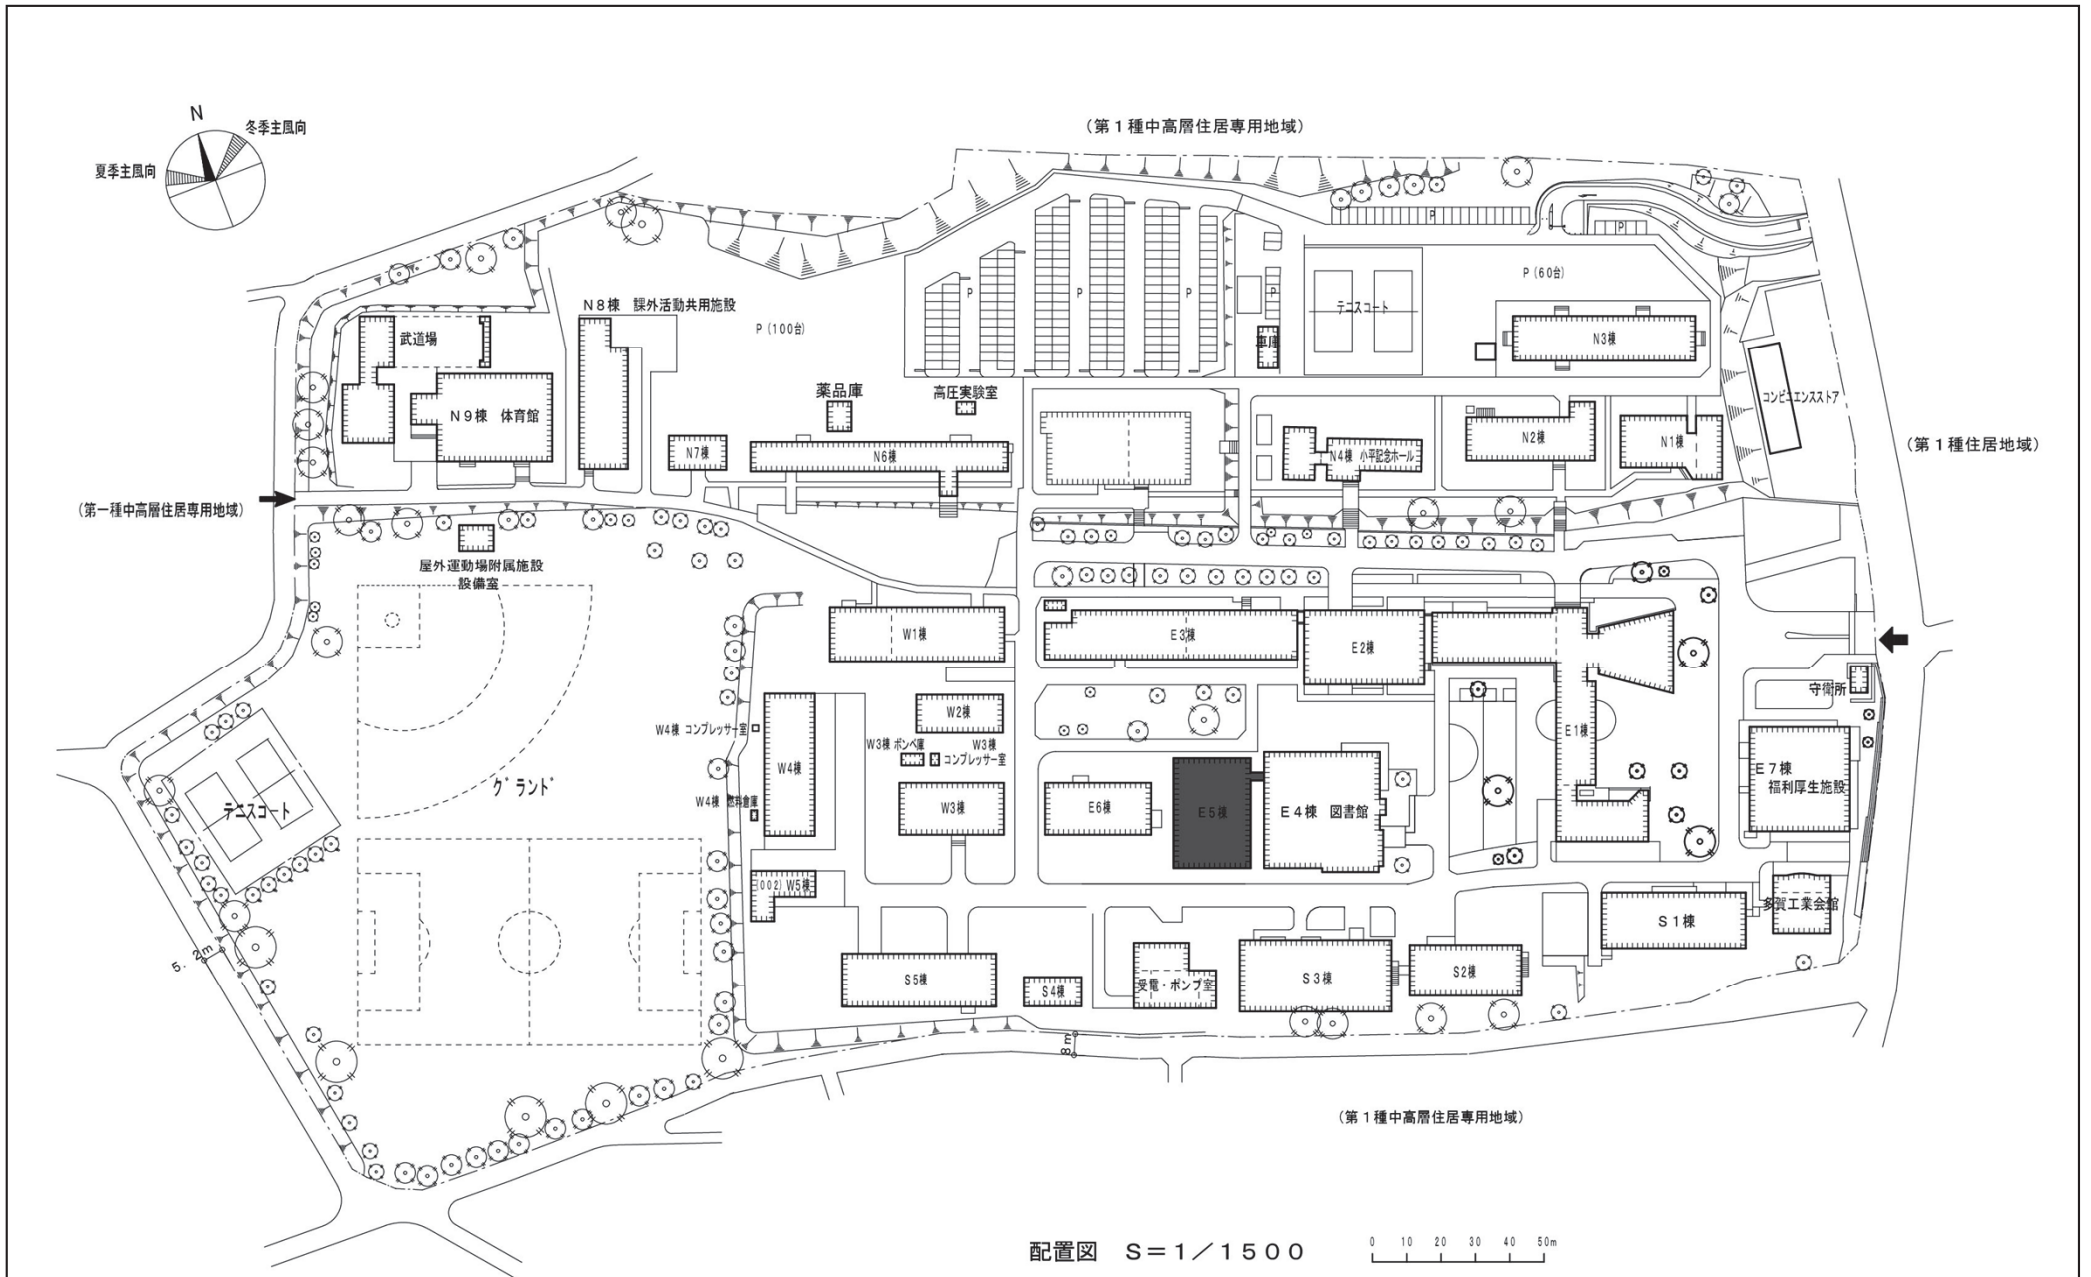 (第1種中高層住居専用地域)
N
冬季主風向
夏季主風向
P
P
P(60台)
N8棟 課外活動共用施設
P(100台)
P
P
P
P
車庫
テニスコート
N3棟
武道場
薬品庫
高圧実験室
コンビニエンスストア
N9棟 体育館
N7棟
N6棟
N4棟 小平記念ホール
N2棟
N1棟
(第1種住居地域)
(第一種中高層住居専用地域)
屋外運動場附属施設
設備室
W1棟
E3棟
E2棟
守衛所
W2棟
W4棟 コンプレッサー室
W3棟 ボンベ庫
W3棟
コンプレッサー室
E1棟
W4棟
E7棟
福利厚生施設
グランド
テニスコート
W4棟 燃料倉庫
W3棟
E6棟
E5棟
E4棟 図書館
(002) W5棟
多賀工業会館
S1棟
5.2m
S5棟
S4棟
受電・ポンプ室
S3棟
S2棟
8m
(第1種中高層住居専用地域)
配置図 S=1/1500
0 10 20 30 40 50m